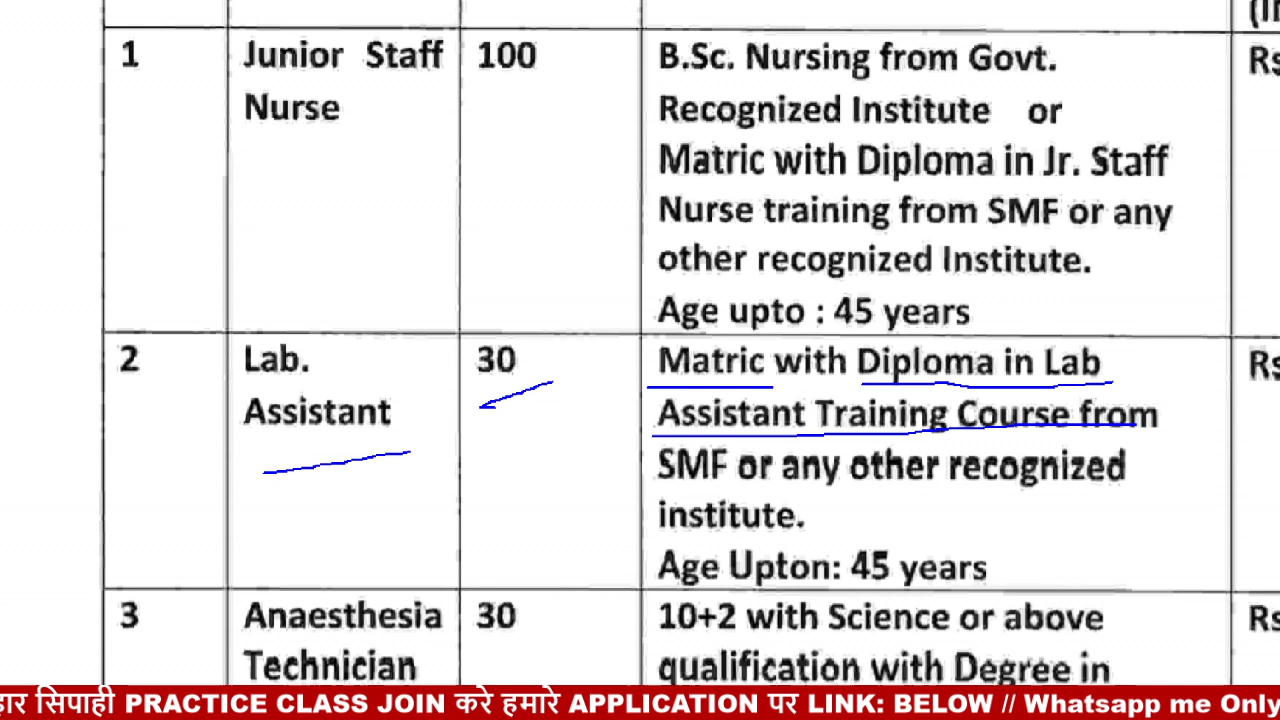 (In
1 Junior Staff 100 B.Sc. Nursing from Govt. Rs
Nurse Recognized Institute or
Matric with Diploma in Jr. Staff
Nurse training from SMF or any
other recognized Institute.
Age upto : 45 years
2 Lab. 30 Matric with Diploma in Lab Rs
Assistant Assistant Training Course from
SMF or any other recognized
institute.
Age Upton: 45 years
3 Anaesthesia 30 10+2 with Science or above Rs
Technician qualification with Degree in
हार सिपाही PRACTICE CLASS JOIN करे हमारे APPLICATION पर LINK: BELOW // Whatsapp me Only